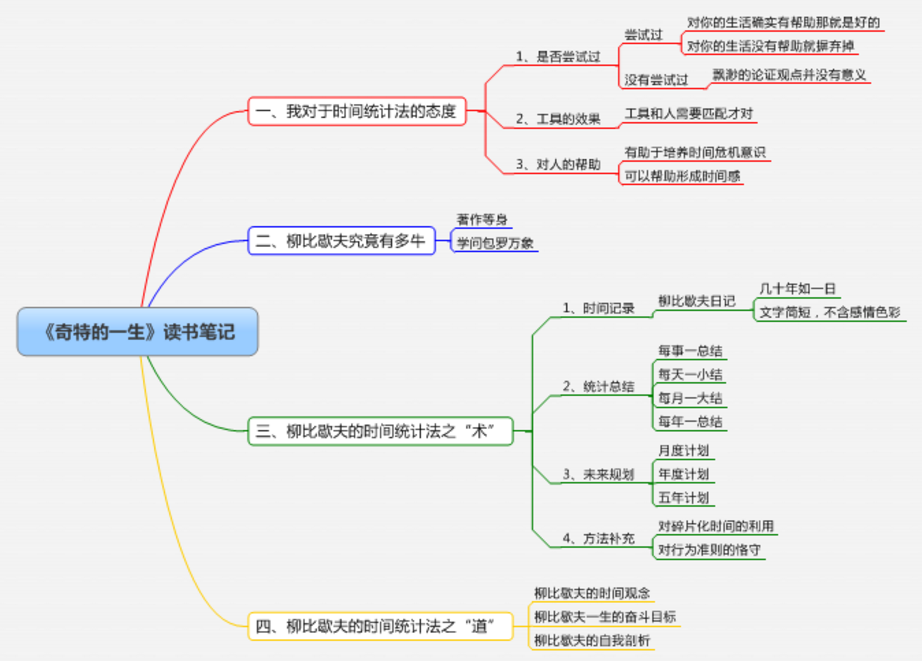 《奇特的一生》读书笔记
一、我对于时间统计法的态度
1、是否尝试过
尝试过
对你的生活确实有帮助那就是好的
对你的生活没有帮助就摒弃掉
没有尝试过
飘渺的论证观点并没有意义
2、工具的效果
工具和人需要匹配才对
3、对人的帮助
有助于培养时间危机意识
可以帮助形成时间感
二、柳比歇夫究竟有多牛
著作等身
学问包罗万象
三、柳比歇夫的时间统计法之“术”
1、时间记录
柳比歇夫日记
几十年如一日
文字简短，不含感情色彩
2、统计总结
每事一总结
每天一小结
每月一大结
每年一总结
3、未来规划
月度计划
年度计划
五年计划
4、方法补充
对碎片化时间的利用
对行为准则的恪守
四、柳比歇夫的时间统计法之“道”
柳比歇夫的时间观念
柳比歇夫一生的奋斗目标
柳比歇夫的自我剖析